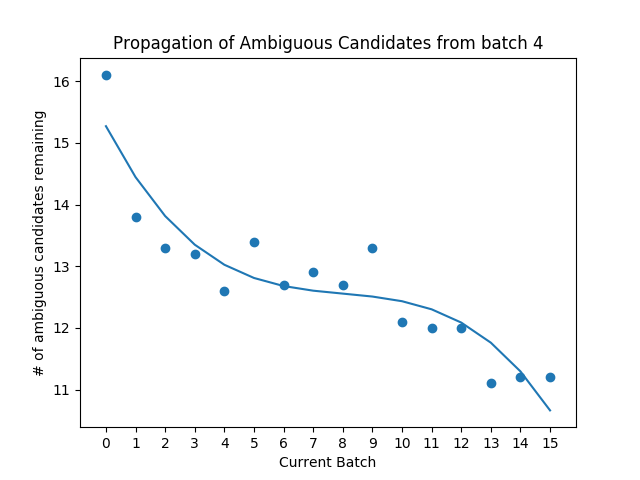 Propagation of Ambiguous Candidates from batch 4
# of ambiguous candidates remaining
16
15
14
13
12
11
0 1 2 3 4 5 6 7 8 9 10 11 12 13 14 15
Current Batch